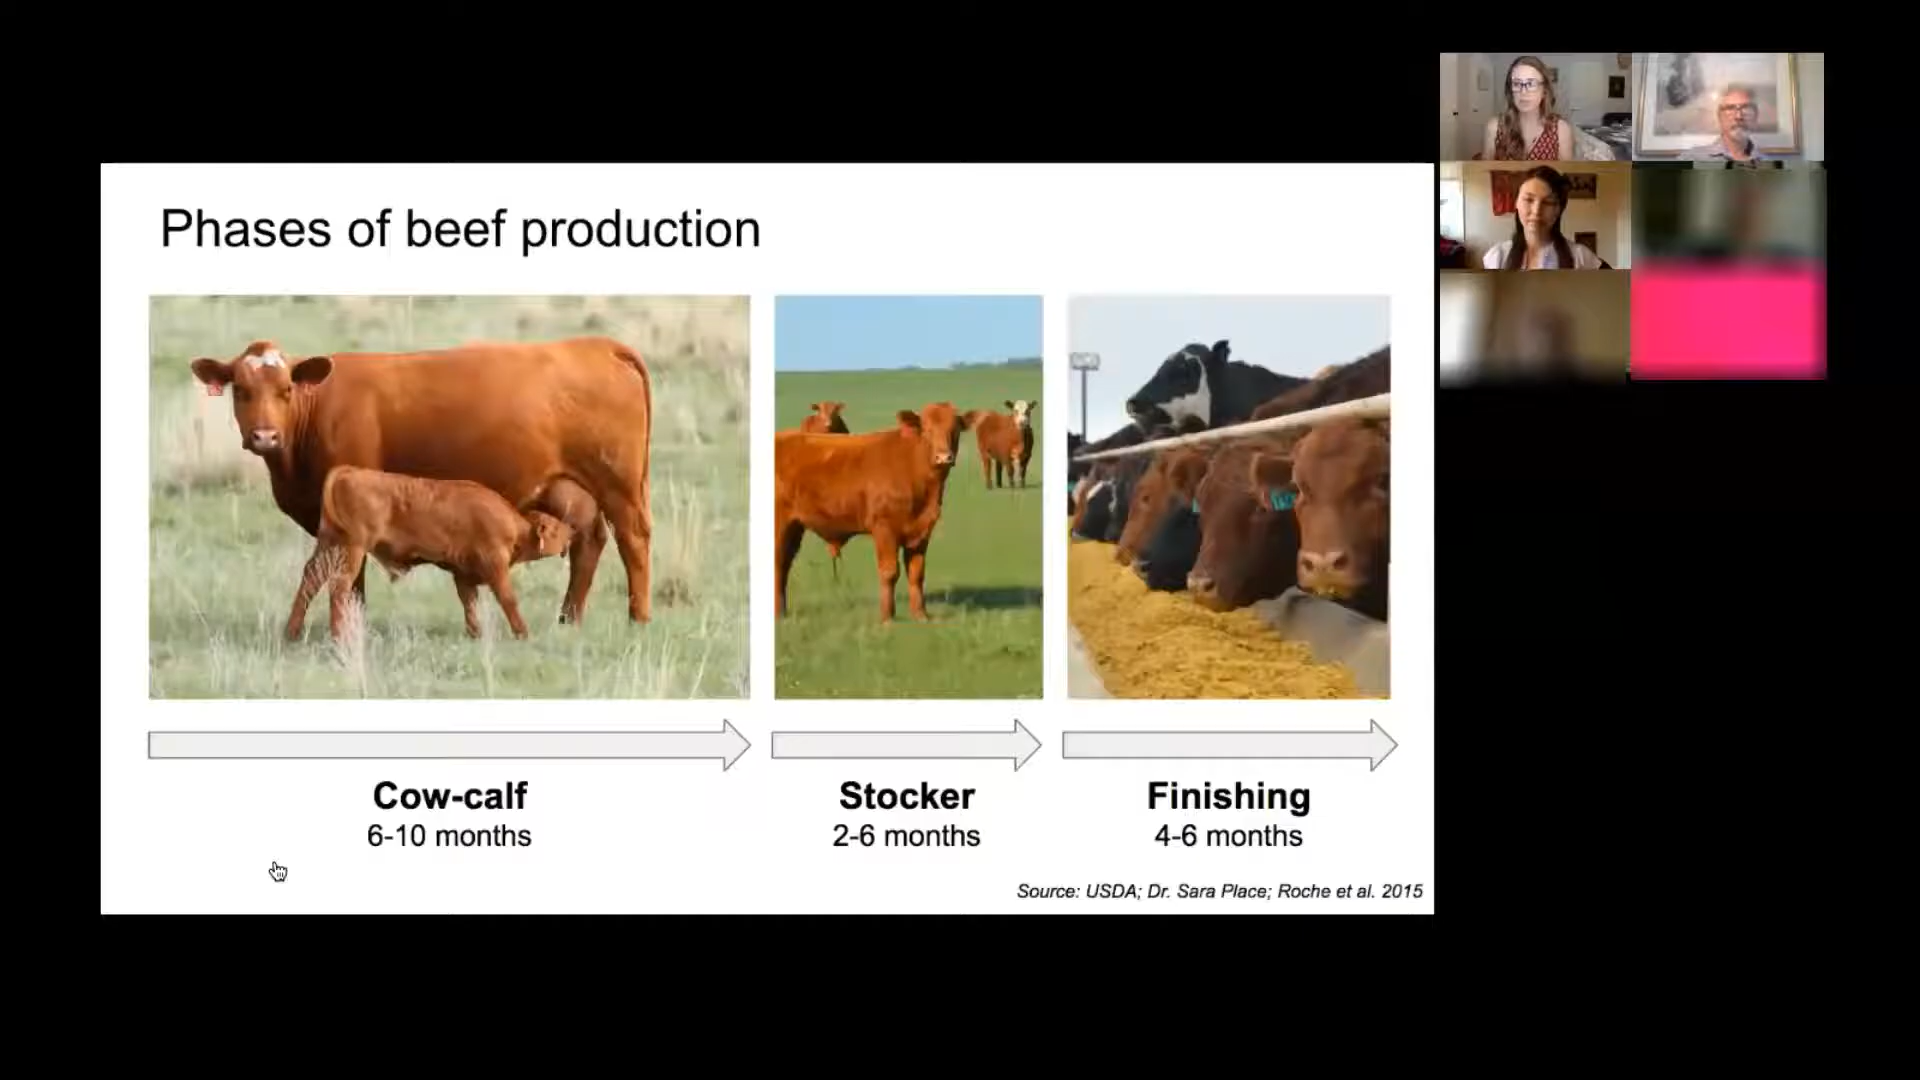 Phases of beef production
Cow-calf
6-10 months
Stocker
2-6 months
Finishing
4-6 months
Source: USDA; Dr. Sara Place; Roche et al. 2015